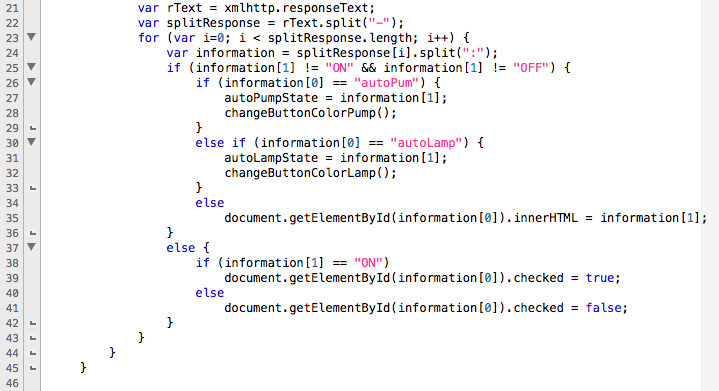 21 var rText = xmlhttp.responseText;
22 var splitResponse = rText.split("-");
23 for (var i=0; i < splitResponse.length; i++) {
24 var information = splitResponse[i].split(":");
25 if (information[1] != "ON" && information[1] != "OFF") {
26 if (information[0] == "autoPum") {
27 autoPumpState = information[1];
28 changeButtonColorPump();
29 }
30 else if (information[0] == "autoLamp") {
31 autoLampState = information[1];
32 changeButtonColorLamp();
33 }
34 else
35 document.getElementById(information[0]).innerHTML = information[1];
36 }
37 else {
38 if (information[1] == "ON")
39 document.getElementById(information[0]).checked = true;
40 else
41 document.getElementById(information[0]).checked = false;
42 }
43 }
44 }
45 }
46